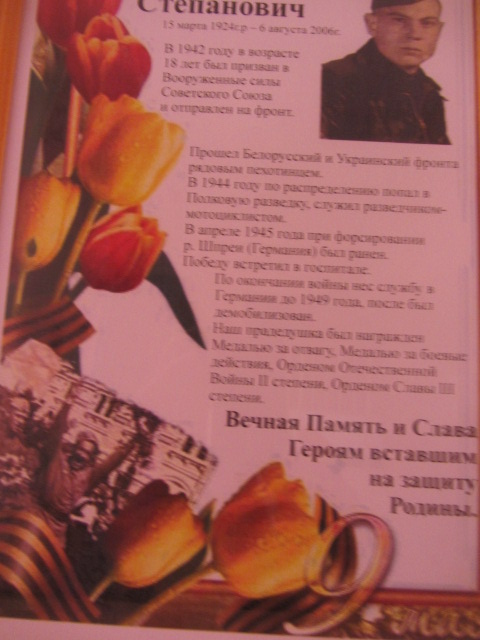 Степанович
15 марта 1924г.р – 6 августа 2006г.
В 1942 году в возрасте
18 лет был призван в
Вооруженные силы
Советского Союза
и отправлен на фронт.
Прошел Белорусский и Украинский фронта
рядовым пехотинцем.
В 1944 году по распределению попал в
Полковую разведку, служил разведчиком-
мотоциклистом.
В апреле 1945 года при форсировании
р. Шпреи (Германия) был ранен.
Победу встретил в госпитале.
По окончании войны нес службу в
Германии до 1949 года, после был
демобилизован.
Наш прадедушка был награжден
Медалью за отвагу, Медалью за боевые
действия, Орденом Отечественной
Войны II степени, Орденом Славы III
степени.
Вечная Память и Слава
Героям вставшим
на защиту
Родины.